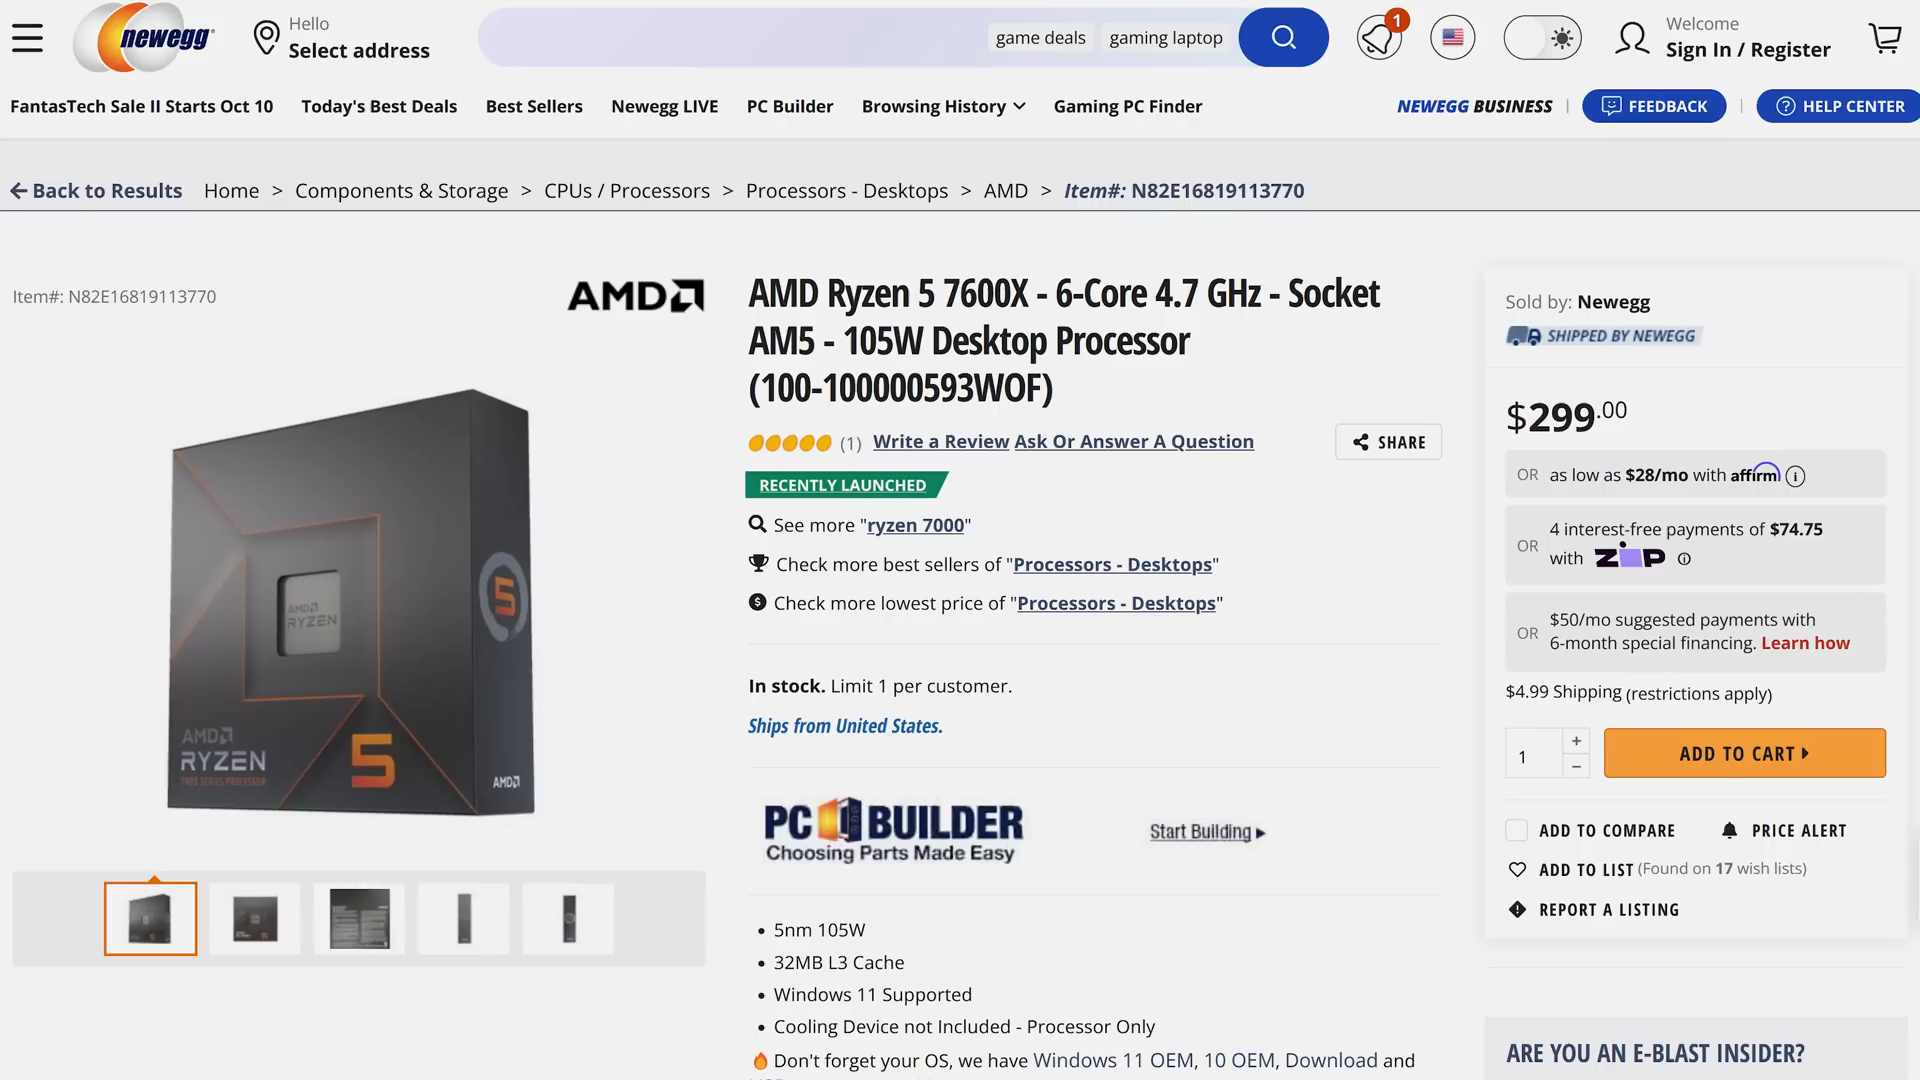 newegg
Hello
Select address
game deals
gaming laptop
1
Welcome
Sign In / Register
FantasTech Sale II Starts Oct 10
Today's Best Deals
Best Sellers
Newegg LIVE
PC Builder
Browsing History
Gaming PC Finder
NEWEGG BUSINESS
FEEDBACK
HELP CENTER
Back to Results
Home > Components & Storage > CPUs / Processors > Processors - Desktops > AMD > Item#: N82E16819113770
Item#: N82E16819113770
AMD
AMD
RYZEN
5
AMD
RYZEN
7000 SERIES PROCESSOR
5
AMD
AMD Ryzen 5 7600X - 6-Core 4.7 GHz - Socket
AM5 - 105W Desktop Processor
(100-100000593WOF)
(1) Write a Review Ask Or Answer A Question
SHARE
RECENTLY LAUNCHED
See more "ryzen 7000"
Check more best sellers of "Processors - Desktops"
Check more lowest price of "Processors - Desktops"
In stock. Limit 1 per customer.
Ships from United States.
PC BUILDER
Choosing Parts Made Easy
Start Building
• 5nm 105W
• 32MB L3 Cache
• Windows 11 Supported
• Cooling Device not Included - Processor Only
Don't forget your OS, we have Windows 11 OEM, 10 OEM, Download and
Sold by: Newegg
SHIPPED BY NEWEGG
$299.00
OR as low as $28/mo with affirm
OR 4 interest-free payments of $74.75
with ZIP
OR $50/mo suggested payments with
6-month special financing. Learn how
$4.99 Shipping (restrictions apply)
1
+
−
ADD TO CART
ADD TO COMPARE
PRICE ALERT
ADD TO LIST (Found on 17 wish lists)
REPORT A LISTING
ARE YOU AN E-BLAST INSIDER?